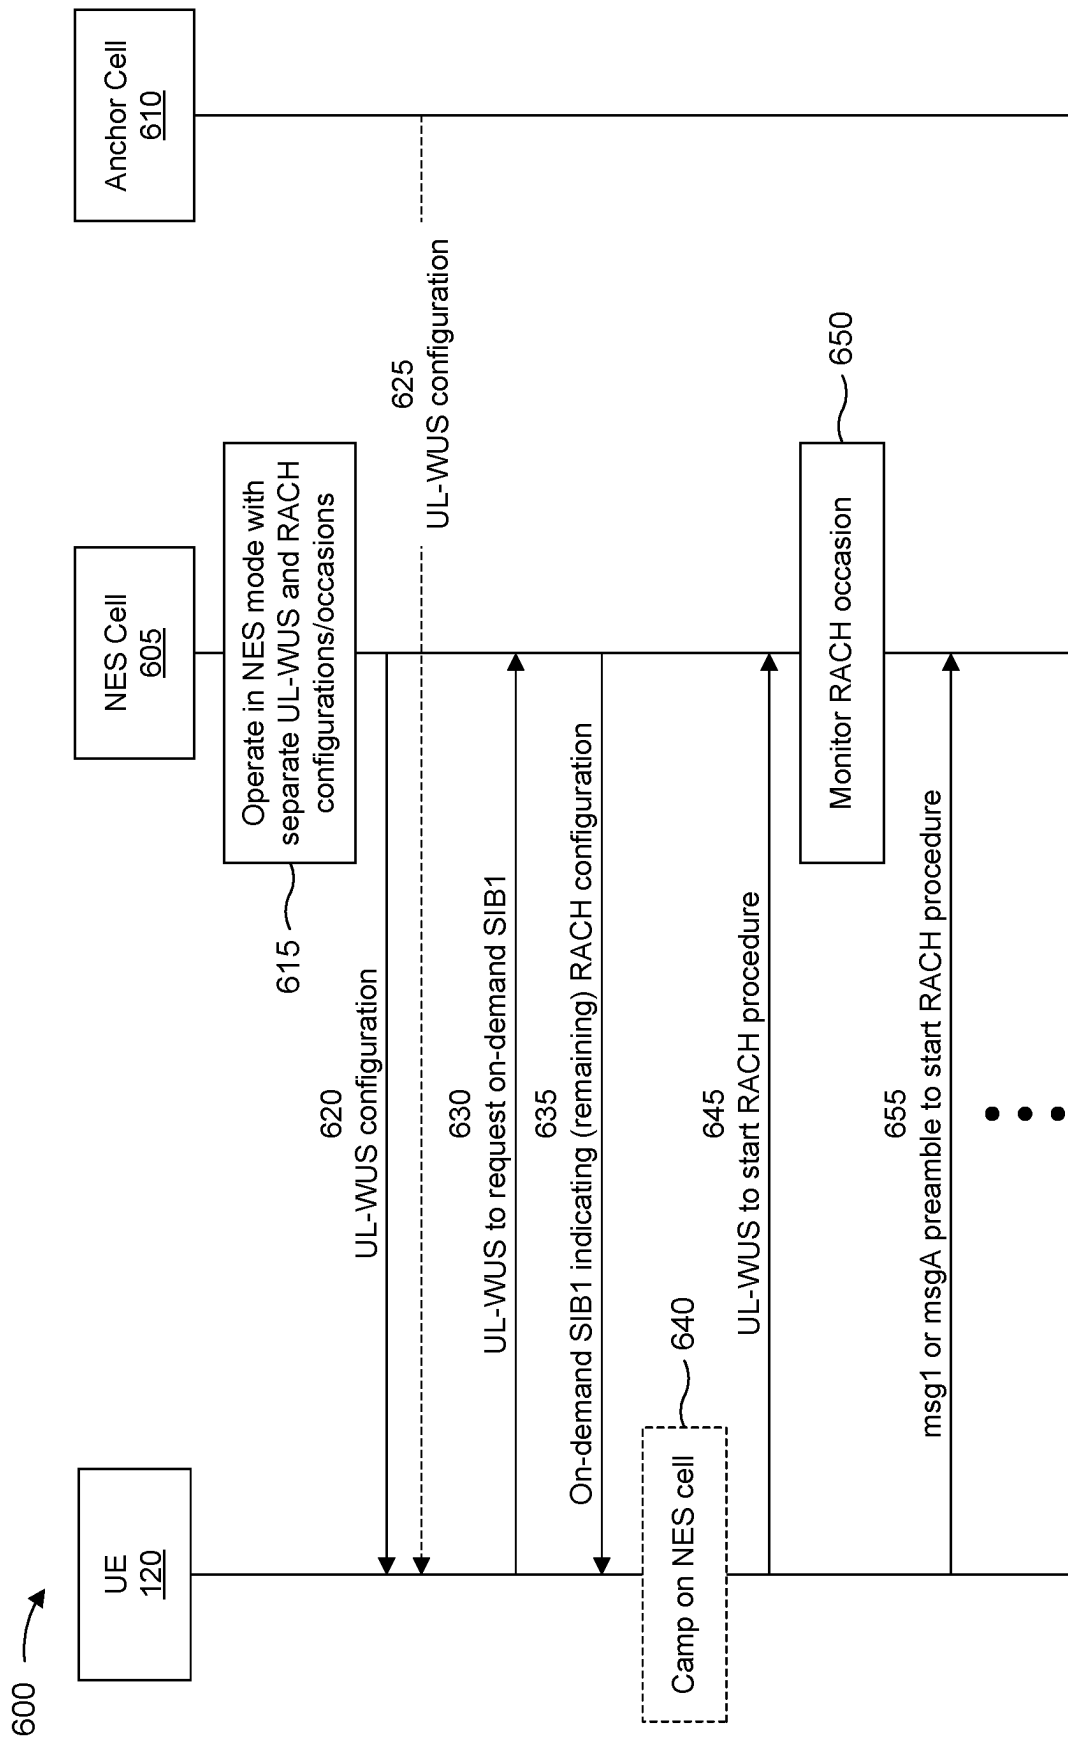 600
UE
120
NES Cell
605
Anchor Cell
610
Operate in NES mode with
separate UL-WUS and RACH
configurations/occasions
615
620
UL-WUS configuration
625
UL-WUS configuration
630
UL-WUS to request on-demand SIB1
635
On-demand SIB1 indicating (remaining) RACH configuration
Camp on NES cell
640
645
UL-WUS to start RACH procedure
Monitor RACH occasion
650
655
msg1 or msgA preamble to start RACH procedure